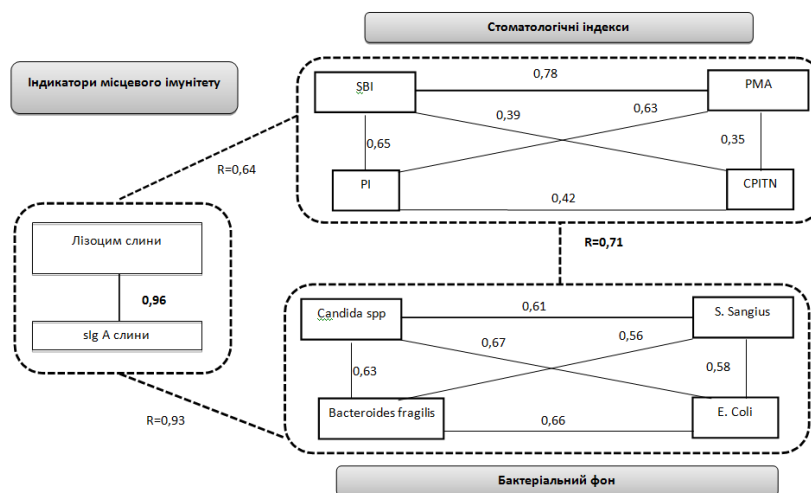 Стоматологічні індекси
Індикатори місцевого імунітету
SBI
0,78
PMA
0,39
0,63
0,65
0,35
R=0,64
PI
CPITN
0,42
R=0,71
Лізоцим слини
0,96
sIg A слини
Candida spp
0,61
S. Sangius
0,67
0,56
0,63
0,58
Bacteroides fragilis
0,66
E. Coli
R=0,93
Бактеріальний фон